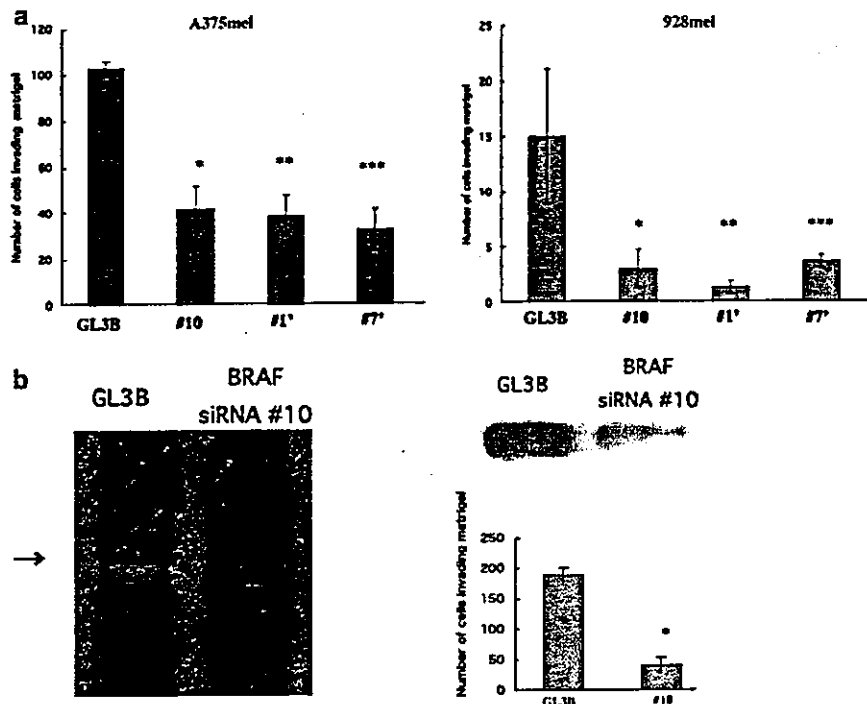 a
A375mel
Number of cells invading matrigel
120
100
80
60
40
20
0
*
**
***
GL3B #10 #1' #7'
928mel
Number of cells invading matrigel
25
20
15
10
5
0
*
**
***
GL3B #10 #1' #7'
b
GL3B
BRAF
siRNA #10
→
GL3B
BRAF
siRNA #10
Number of cells invading matrigel
250
200
150
100
50
0
*
GL3B #10